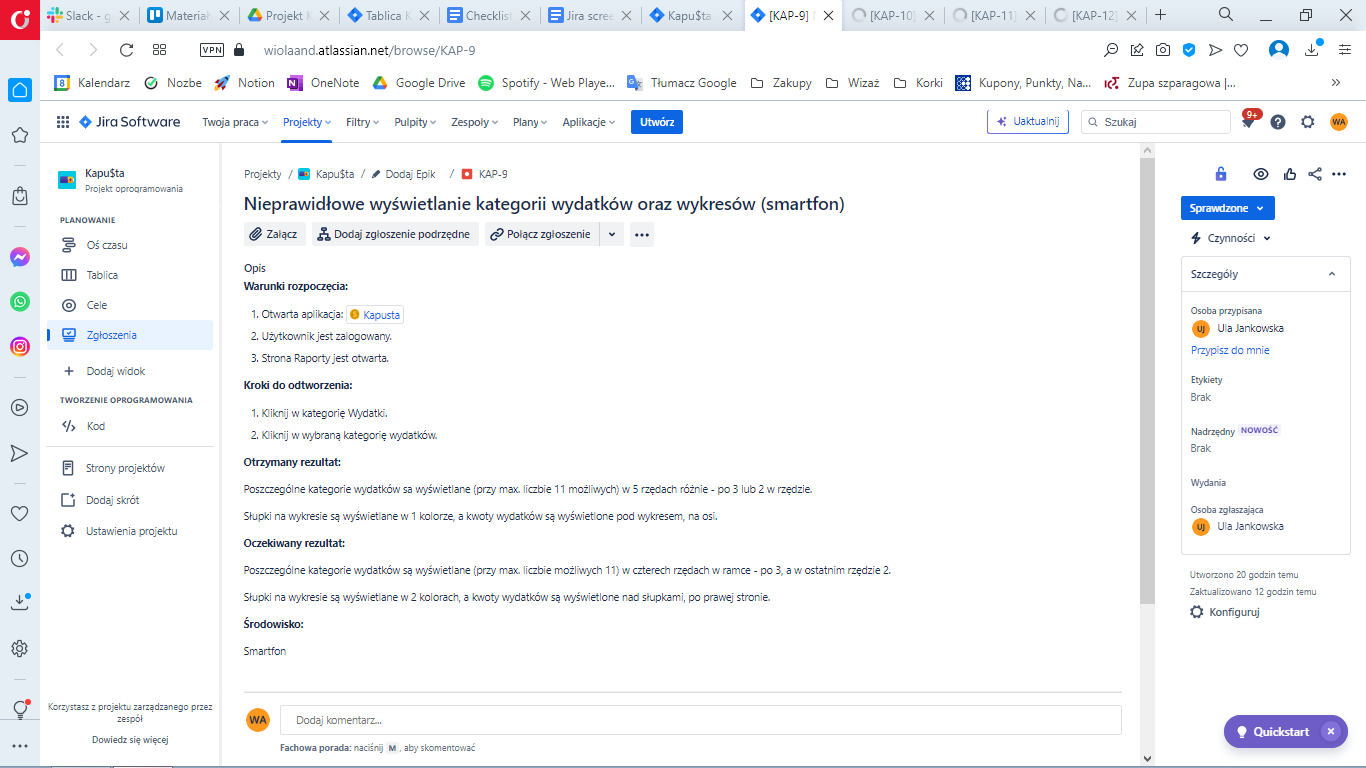 Slack - g
Materiał
Projekt K
Tablica K
Checklist
Jira scree
Kapu$ta
[KAP-9]
[KAP-10]
[KAP-11]
[KAP-12]
VPN
wiolaand.atlassian.net/browse/KAP-9
Kalendarz
Nozbe
Notion
OneNote
Google Drive
Spotify - Web Playe...
Tłumacz Google
Zakupy
Wizaż
Korki
Kupony, Punkty, Na...
Zupa szparagowa |...
Jira Software
Twoja praca
Projekty
Filtry
Pulpity
Zespoły
Plany
Aplikacje
Utwórz
Uaktualnij
Szukaj
9+
WA
Kapu$ta
Projekt oprogramowania
PLANOWANIE
Oś czasu
Tablica
Cele
Zgłoszenia
Dodaj widok
TWORZENIE OPROGRAMOWANIA
Kod
Strony projektów
Dodaj skrót
Ustawienia projektu
Korzystasz z projektu zarządzanego przez
zespół
Dowiedz się więcej
Projekty / Kapu$ta / Dodaj Epik / KAP-9
Nieprawidłowe wyświetlanie kategorii wydatków oraz wykresów (smartfon)
Załącz
Dodaj zgłoszenie podrzędne
Połącz zgłoszenie
Opis
Warunki rozpoczęcia:
1. Otwarta aplikacja: Kapusta
2. Użytkownik jest zalogowany.
3. Strona Raporty jest otwarta.
Kroki do odtworzenia:
1. Kliknij w kategorię Wydatki.
2. Kliknij w wybraną kategorię wydatków.
Otrzymany rezultat:
Poszczególne kategorie wydatków sa wyświetlane (przy max. liczbie 11 możliwych) w 5 rzędach różnie - po 3 lub 2 w rzędzie.
Słupki na wykresie są wyświetlane w 1 kolorze, a kwoty wydatków są wyświetlone pod wykresem, na osi.
Oczekiwany rezultat:
Poszczególne kategorie wydatków są wyświetlane (przy max. liczbie możliwych 11) w czterech rzędach w ramce - po 3, a w ostatnim rzędzie 2.
Słupki na wykresie są wyświetlane w 2 kolorach, a kwoty wydatków są wyświetlone nad słupkami, po prawej stronie.
Środowisko:
Smartfon
WA
Dodaj komentarz...
Fachowa porada: naciśnij M , aby skomentować
Sprawdzone
Czynności
Szczegóły
Osoba przypisana
UJ Ula Jankowska
Przypisz do mnie
Etykiety
Brak
Nadrzędny NOWOŚĆ
Brak
Wydania
Osoba zgłaszająca
UJ Ula Jankowska
Utworzono 20 godzin temu
Zaktualizowano 12 godzin temu
Konfiguruj
Quickstart